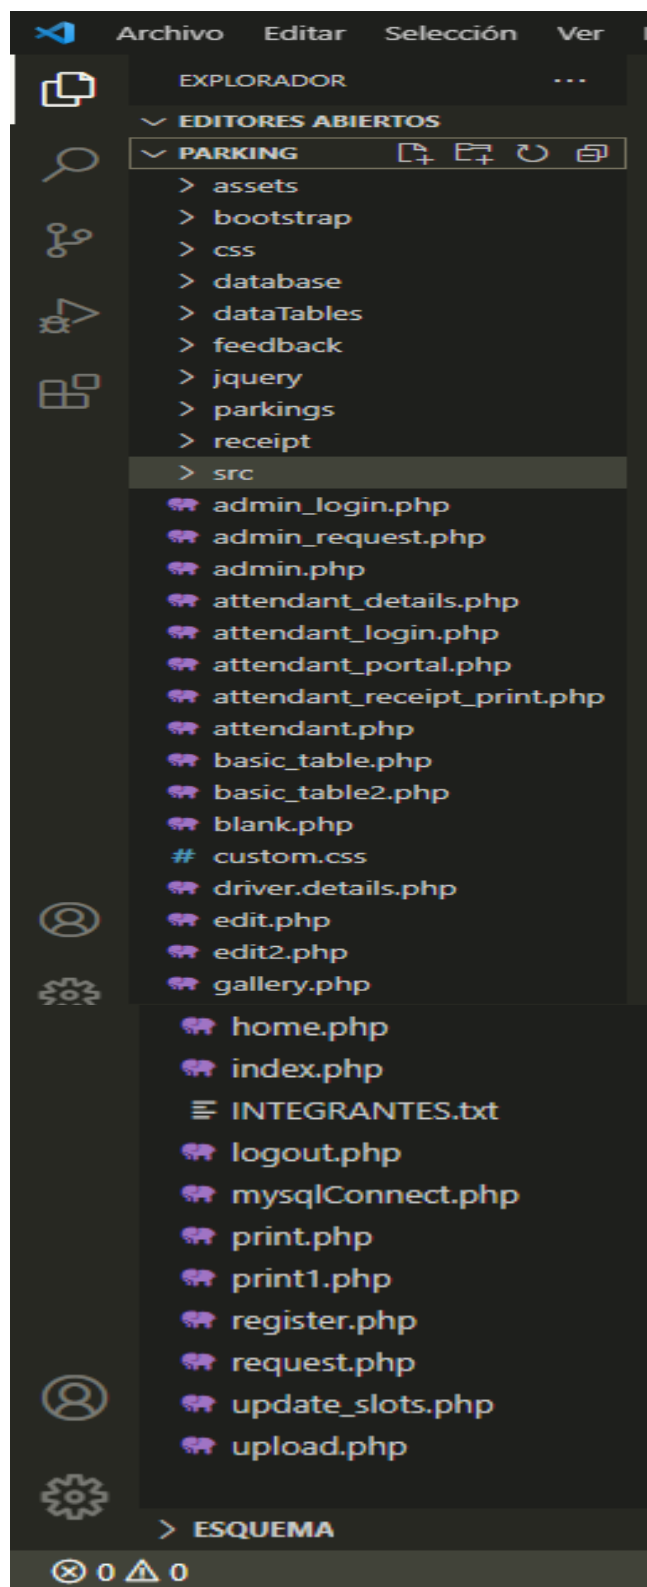 Archivo Editar Selección Ver
EXPLORADOR ...
EDITORES ABIERTOS
PARKING
assets
bootstrap
css
database
dataTables
feedback
jquery
parkings
receipt
src
admin_login.php
admin_request.php
admin.php
attendant_details.php
attendant_login.php
attendant_portal.php
attendant_receipt_print.php
attendant.php
basic_table.php
basic_table2.php
blank.php
# custom.css
driver.details.php
edit.php
edit2.php
gallery.php
home.php
index.php
INTEGRANTES.txt
logout.php
mysqlConnect.php
print.php
print1.php
register.php
request.php
update_slots.php
upload.php
ESQUEMA
0 0